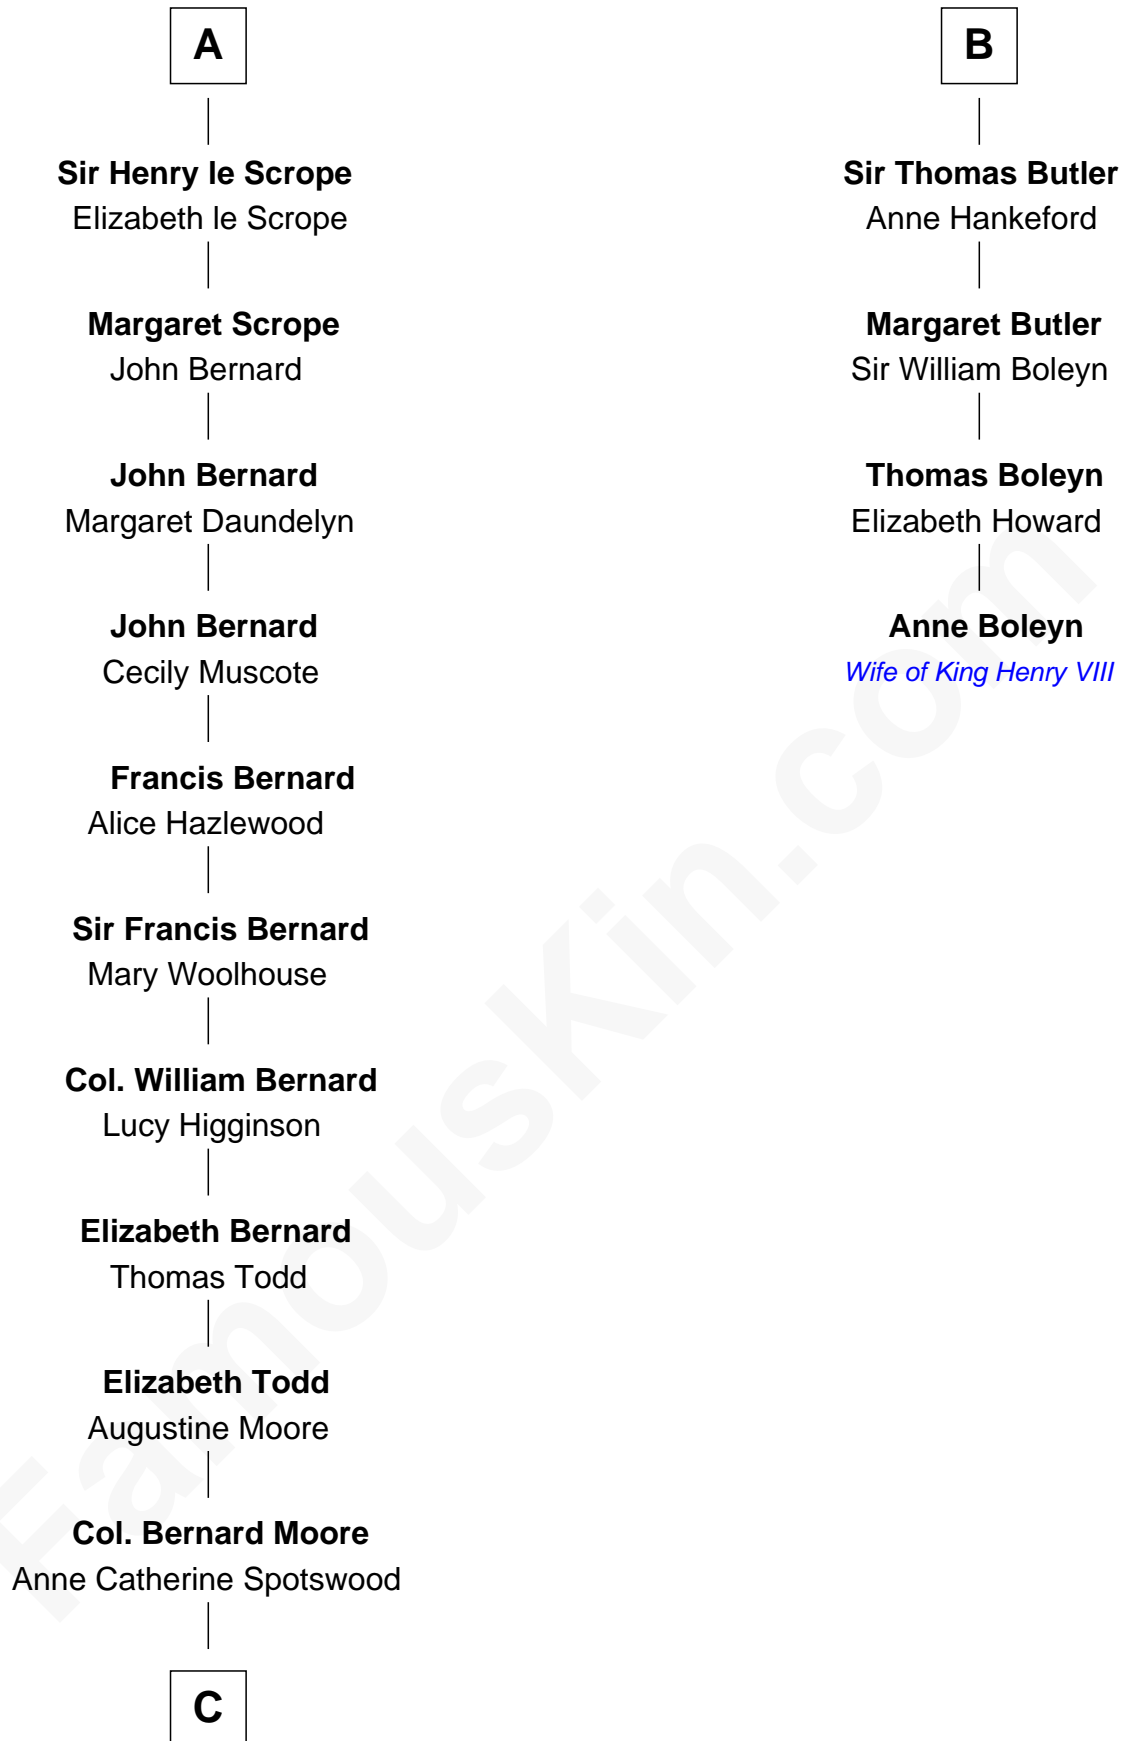 A
Sir Henry le Scrope
Elizabeth le Scrope
Margaret Scrope
John Bernard
John Bernard
Margaret Daundelyn
John Bernard
Cecily Muscote
Francis Bernard
Alice Hazlewood
Sir Francis Bernard
Mary Woolhouse
Col. William Bernard
Lucy Higginson
Elizabeth Bernard
Thomas Todd
Elizabeth Todd
Augustine Moore
Col. Bernard Moore
Anne Catherine Spotswood
C
B
Sir Thomas Butler
Anne Hankeford
Margaret Butler
Sir William Boleyn
Thomas Boleyn
Elizabeth Howard
Anne Boleyn
Wife of King Henry VIII
FamousKin.com